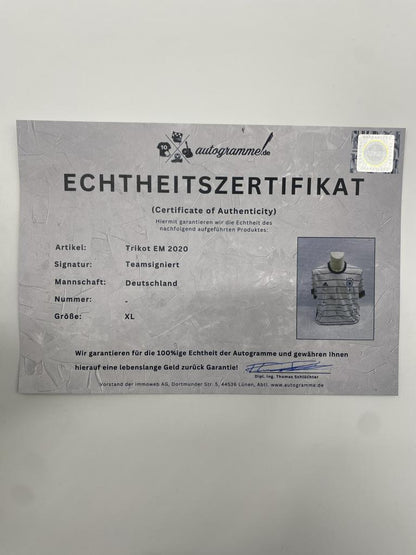 10
autogramme.de
ECHTHEITSZERTIFIKAT
(Certificate of Authenticity)
Hiermit garantieren wir die Echtheit des
nachfolgend aufgeführten Produktes:
Artikel: Trikot EM 2020
Signatur: Teamsigniert
Mannschaft: Deutschland
Nummer: -
Größe: XL
Wir garantieren für die 100%ige Echtheit der Autogramme und gewähren Ihnen
hierauf eine lebenslange Geld zurück Garantie!
Dipl. Ing. Thomas Schlüchter
Vorstand der immoweb AG, Dortmunder Str. 5, 44536 Lünen, Abtl. www.autogramme.de